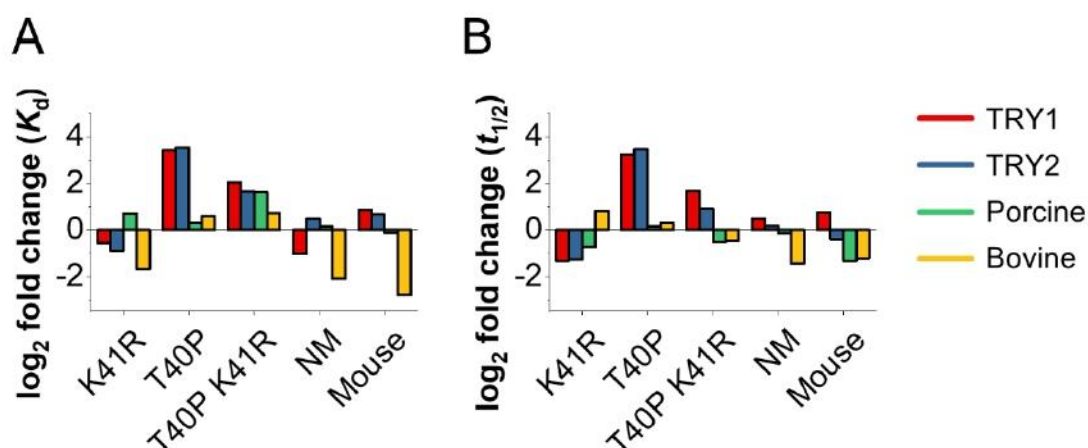 A
log₂ fold change (Kd)
4
2
0
-2
K41R
T40P
T40P K41R
NM
Mouse
B
log₂ fold change (t1/2)
4
2
0
-2
K41R
T40P
T40P K41R
NM
Mouse
TRY1
TRY2
Porcine
Bovine